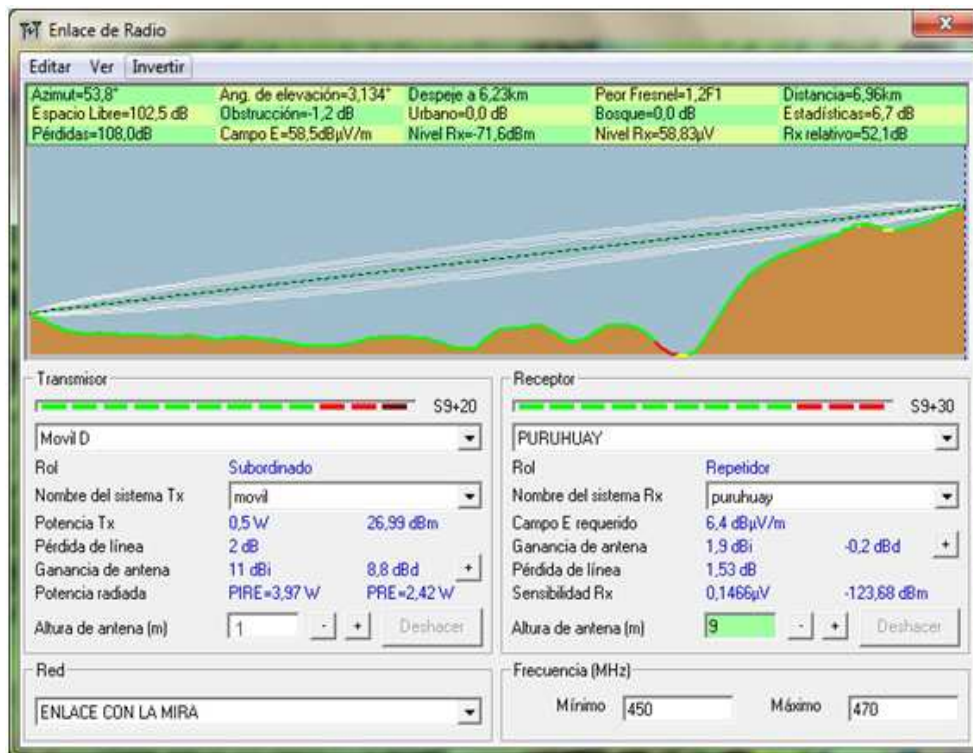 Enlace de Radio
Editar Ver Invertir
Azimut=53,8° Ang. de elevación=3,134° Despeje a 6,23km Peor Fresnel=1,2F1 Distancia=6,96km
Espacio Libre=102,5 dB Obstrucción=-1,2 dB Urbano=0,0 dB Bosque=0,0 dB Estadísticas=6,7 dB
Pérdidas=108,0dB Campo E=58,5dBµV/m Nivel Rx=-71,6dBm Nivel Rx=58,83µV Rx relativo=52,1dB
Transmisor
S9+20
Movil D
Rol Subordinado
Nombre del sistema Tx movil
Potencia Tx 0,5 W 26,99 dBm
Pérdida de línea 2 dB
Ganancia de antena 11 dBi 8,8 dBd +
Potencia radiada PIRE=3,97 W PRE=2,42 W
Altura de antena (m) 1 - + Deshacer
Receptor
S9+30
PURUHUAY
Rol Repetidor
Nombre del sistema Rx puruhuay
Campo E requerido 6,4 dBµV/m
Ganancia de antena 1,9 dBi -0,2 dBd +
Pérdida de línea 1,53 dB
Sensibilidad Rx 0,1466µV -123,68 dBm
Altura de antena (m) 9 - + Deshacer
Red
ENLACE CON LA MIRA
Frecuencia (MHz)
Mínimo 450 Máximo 470